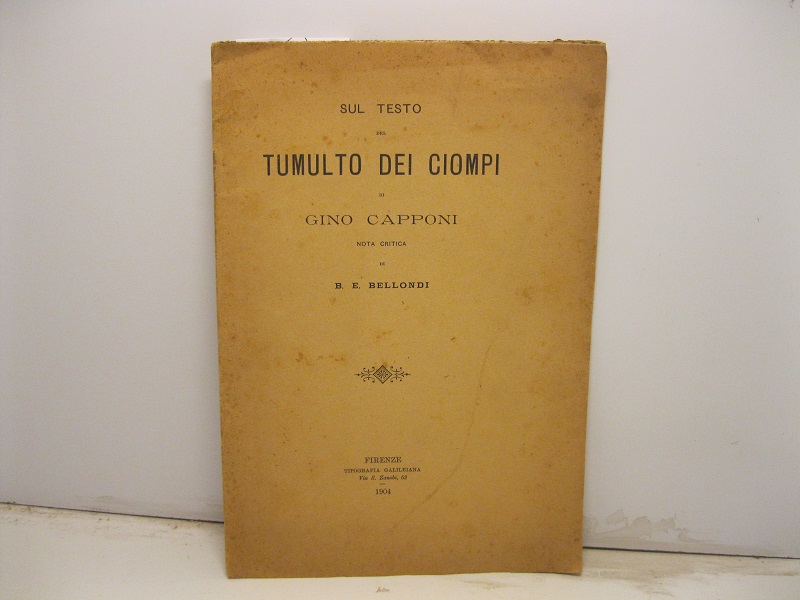 SUL TESTO
DEL
TUMULTO DEI CIOMPI
DI
GINO CAPPONI
NOTA CRITICA
DI
B. E. BELLONDI
FIRENZE
TIPOGRAFIA GALILEIANA
Via S. Zanobi,
1904